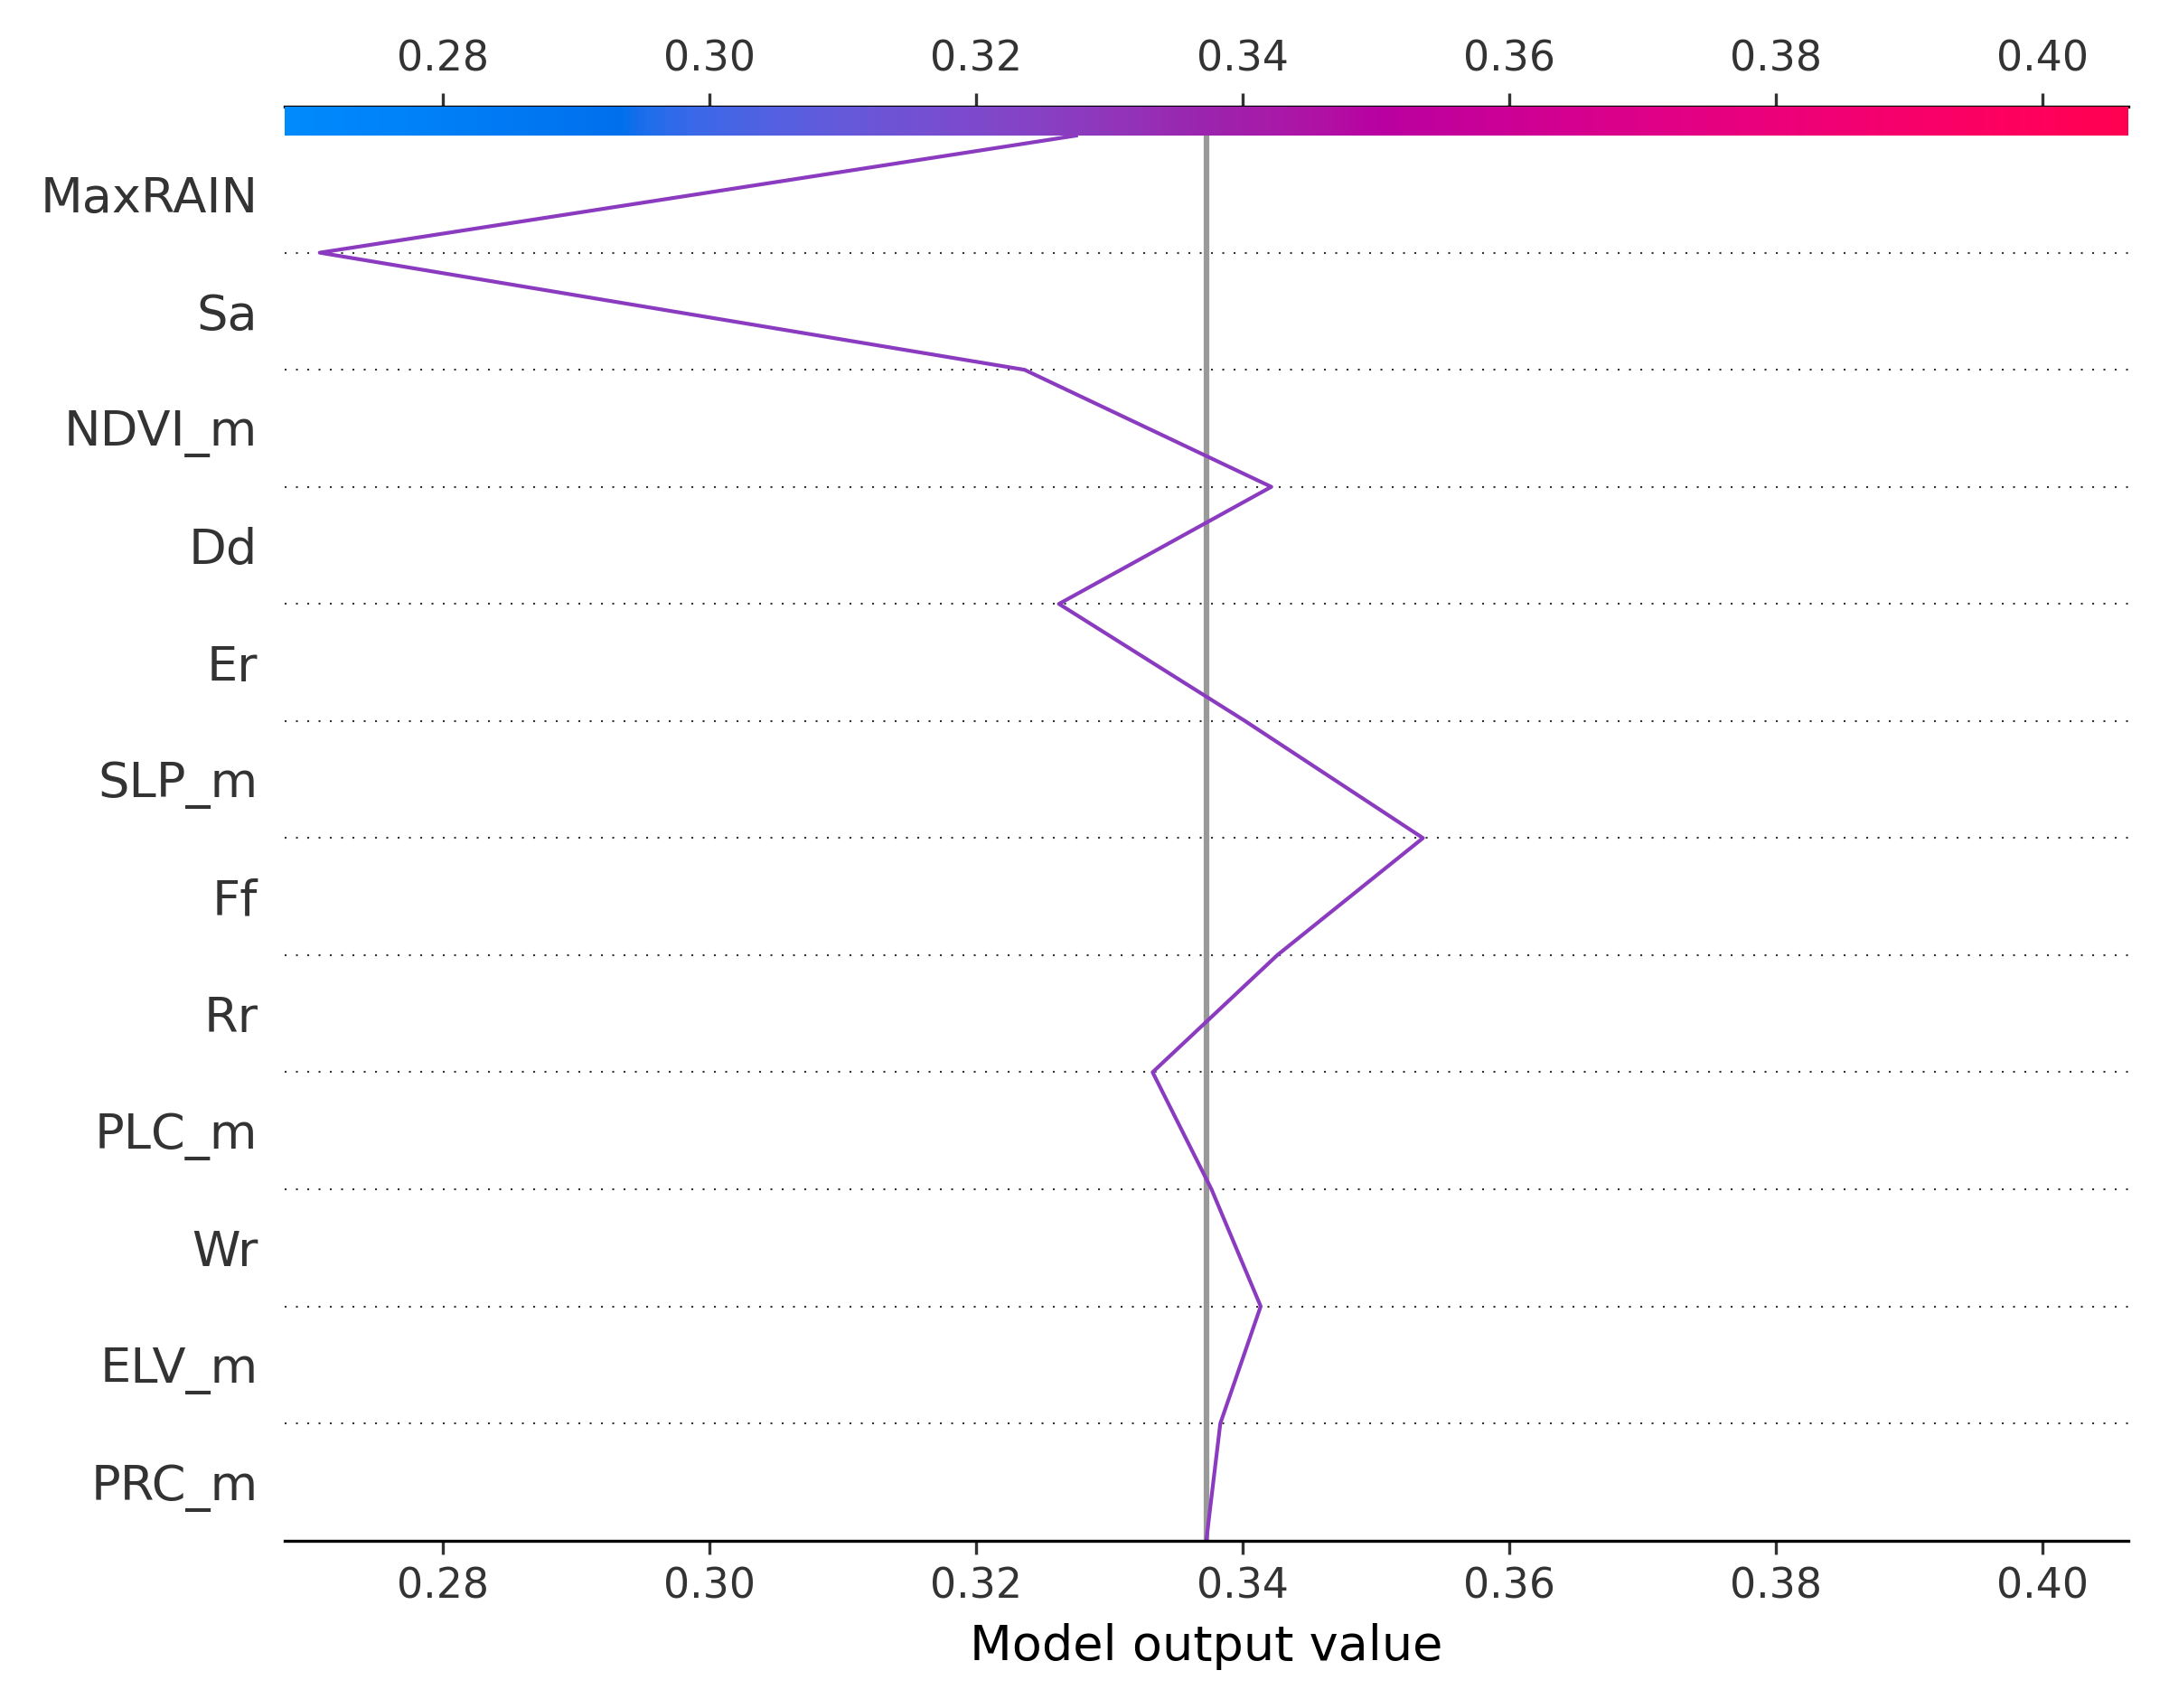 0.28 0.30 0.32 0.34 0.36 0.38 0.40
MaxRAIN
Sa
NDVI_m
Dd
Er
SLP_m
Ff
Rr
PLC_m
Wr
ELV_m
PRC_m
0.28 0.30 0.32 0.34 0.36 0.38 0.40
Model output value